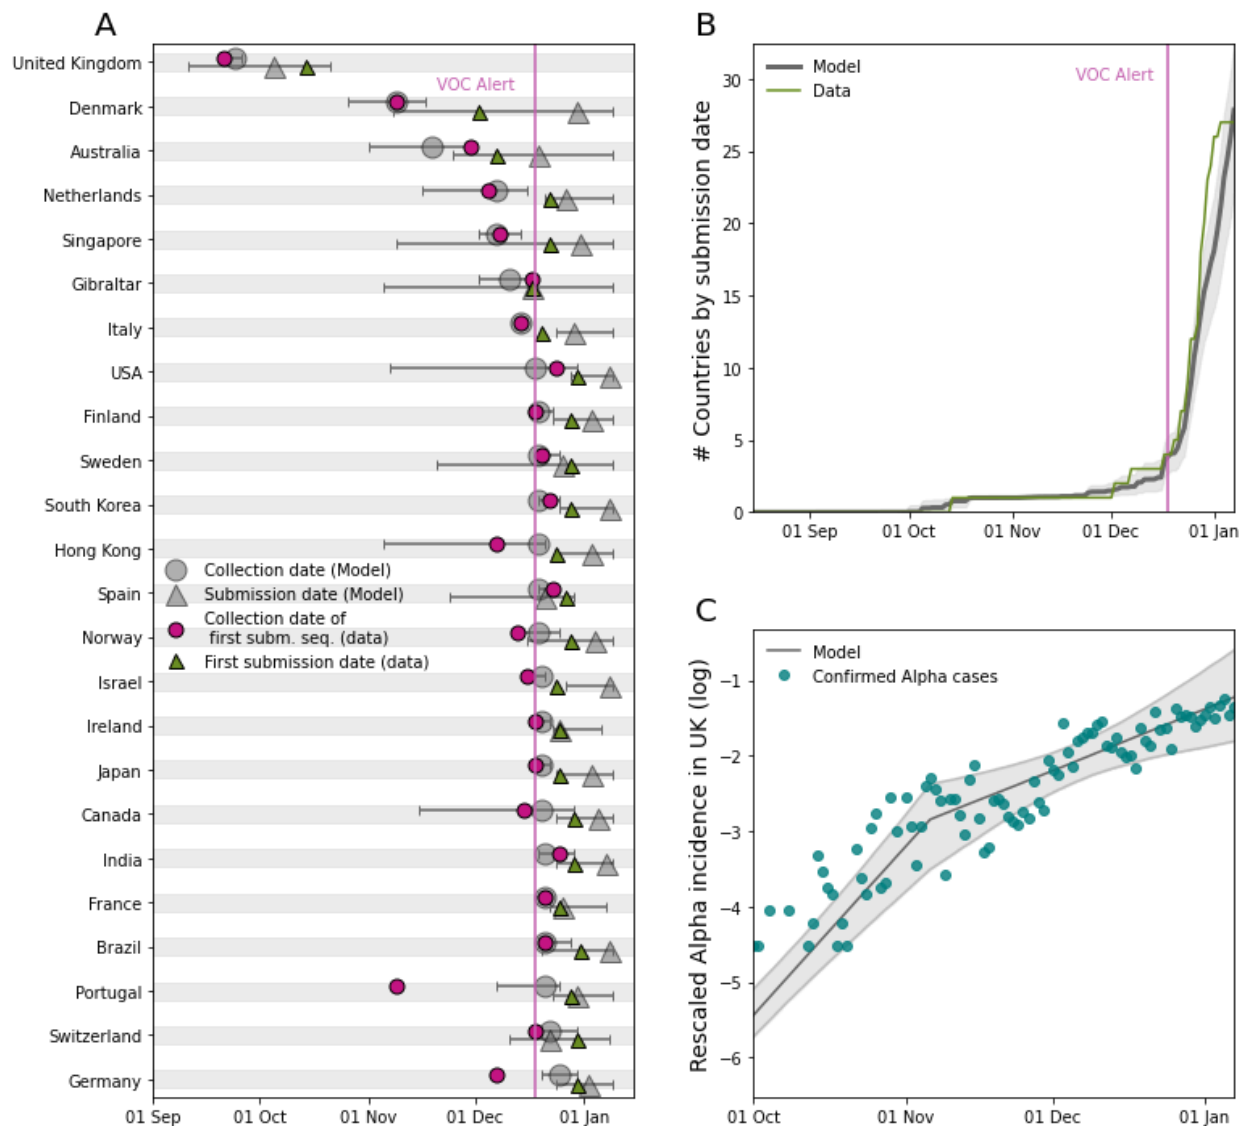 A
United Kingdom
Denmark
Australia
Netherlands
Singapore
Gibraltar
Italy
USA
Finland
Sweden
South Korea
Hong Kong
Spain
Norway
Israel
Ireland
Japan
Canada
India
France
Brazil
Portugal
Switzerland
Germany
VOC Alert
Collection date (Model)
Submission date (Model)
Collection date of
first subm. seq. (data)
First submission date (data)
01 Sep
01 Oct
01 Nov
01 Dec
01 Jan
B
# Countries by submission date
30
25
20
15
10
5
0
Model
Data
VOC Alert
01 Sep
01 Oct
01 Nov
01 Dec
01 Jan
C
Rescaled Alpha incidence in UK (log)
−1
−2
−3
−4
−5
−6
Model
Confirmed Alpha cases
01 Oct
01 Nov
01 Dec
01 Jan